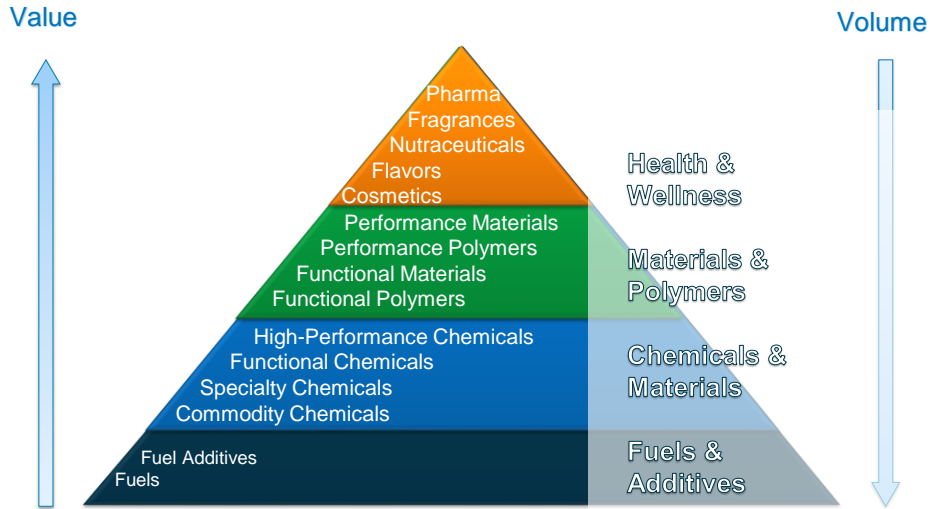 Value
Volume
Pharma
Fragrances
Nutraceuticals
Flavors
Cosmetics
Health &
Wellness
Performance Materials
Performance Polymers
Functional Materials
Functional Polymers
Materials &
Polymers
High-Performance Chemicals
Functional Chemicals
Specialty Chemicals
Commodity Chemicals
Chemicals &
Materials
Fuel Additives
Fuels
Fuels &
Additives